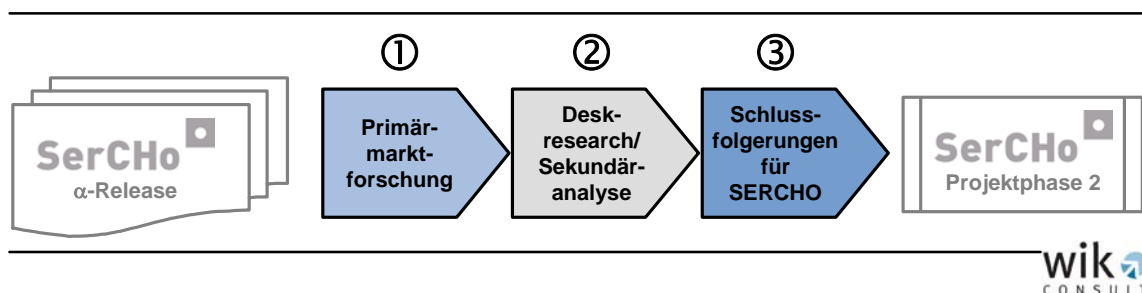 ① ② ③
SerCHo
α-Release
Primär-
markt-
forschung
Desk-
research/
Sekundär-
analyse
Schluss-
folgerungen
für
SERCHO
SerCHo
Projektphase 2
wik
CONSULT